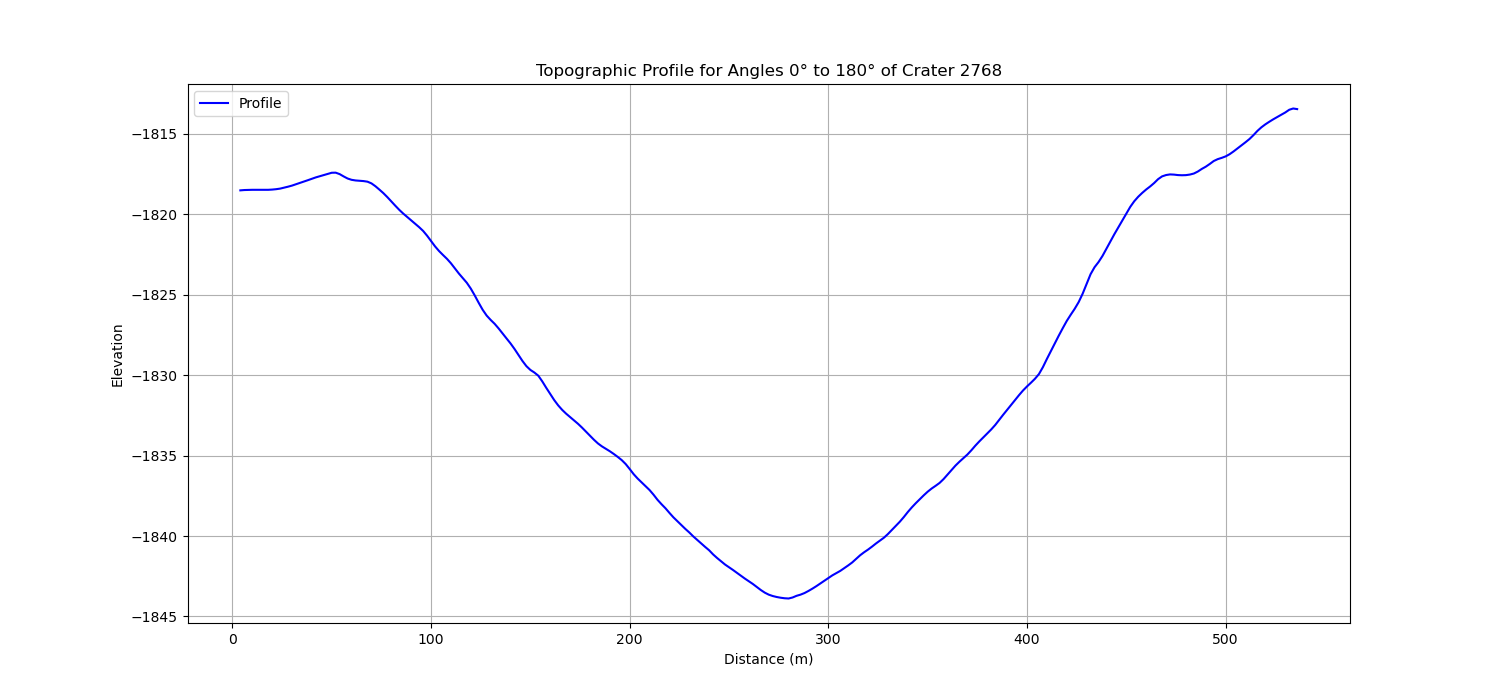 Topographic Profile for Angles 0° to 180° of Crater 2768
Profile
−1815
−1820
−1825
−1830
−1835
−1840
−1845
Elevation
0 100 200 300 400 500
Distance (m)